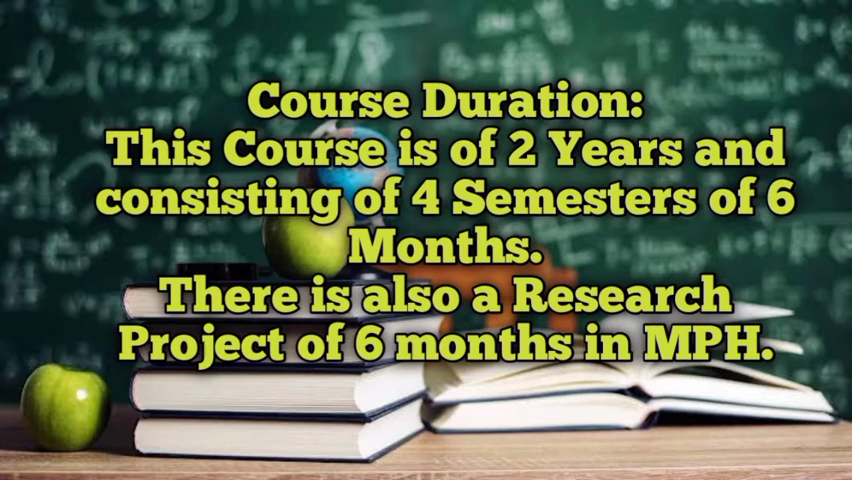 Course Duration:
This Course is of 2 Years and
consisting of 4 Semesters of 6
Months.
There is also a Research
Project of 6 months in MPH.